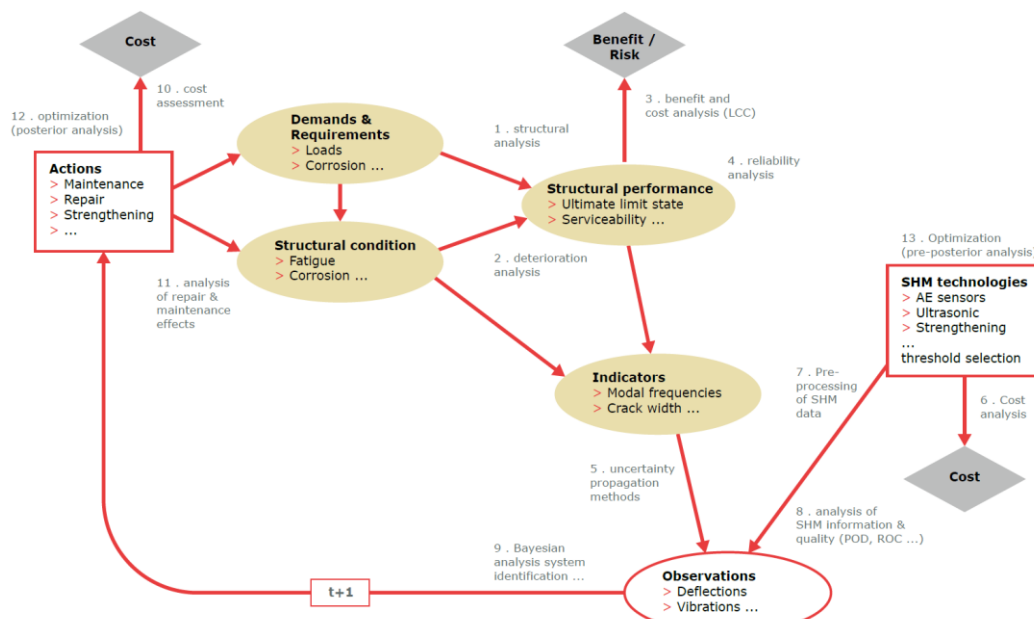 Cost
Benefit /
Risk
10 . cost
assessment
12 . optimization
(posterior analysis)
3 . benefit and
cost analysis (LCC)
Demands &
Requirements
> Loads
> Corrosion ...
1 . structural
analysis
4 . reliability
analysis
Actions
> Maintenance
> Repair
> Strengthening
> ...
Structural performance
> Ultimate limit state
> Serviceability ...
Structural condition
> Fatigue
> Corrosion ...
2 . deterioration
analysis
13 . Optimization
(pre-posterior analysis)
11 . analysis
of repair &
maintenance
effects
SHM technologies
> AE sensors
> Ultrasonic
> Strengthening
...
threshold selection
Indicators
> Modal frequencies
> Crack width ...
7 . Pre-
processing
of SHM
data
6 . Cost
analysis
Cost
5 . uncertainty
propagation
methods
8 . analysis of
SHM information &
quality (POD, ROC ...)
9 . Bayesian
analysis system
identification ...
t+1
Observations
> Deflections
> Vibrations ...